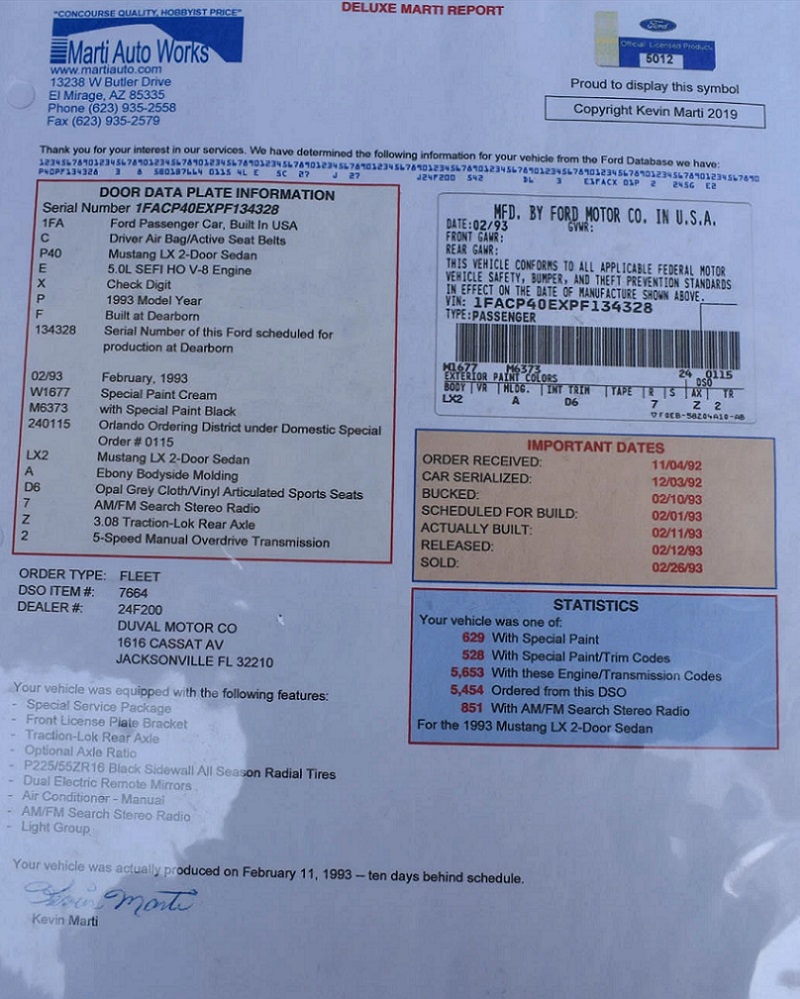 "CONCOURSE QUALITY, HOBBYIST PRICE"
DELUXE MARTI REPORT
Marti Auto Works
www.martiauto.com
13238 W Butler Drive
El Mirage, AZ 85335
Phone (623) 935-2558
Fax (623) 935-2579
Ford
Official Licensed Product
5012
Proud to display this symbol
Copyright Kevin Marti 2019
Thank you for your interest in our services. We have determined the following information for your vehicle from the Ford Database we have:
DOOR DATA PLATE INFORMATION
Serial Number 1FACP40EXPF134328
1FA Ford Passenger Car, Built In USA
C Driver Air Bag/Active Seat Belts
P40 Mustang LX 2-Door Sedan
E 5.0L SEFI HO V-8 Engine
X Check Digit
P 1993 Model Year
F Built at Dearborn
134328 Serial Number of this Ford scheduled for
production at Dearborn
02/93 February, 1993
W1677 Special Paint Cream
M6373 with Special Paint Black
240115 Orlando Ordering District under Domestic Special
Order # 0115
LX2 Mustang LX 2-Door Sedan
A Ebony Bodyside Molding
D6 Opal Grey Cloth/Vinyl Articulated Sports Seats
7 AM/FM Search Stereo Radio
Z 3.08 Traction-Lok Rear Axle
2 5-Speed Manual Overdrive Transmission
MFD. BY FORD MOTOR CO. IN U.S.A.
DATE:02/93 GVWR:
FRONT GAWR:
REAR GAWR:
THIS VEHICLE CONFORMS TO ALL APPLICABLE FEDERAL MOTOR
VEHICLE SAFETY, BUMPER, AND THEFT PREVENTION STANDARDS
IN EFFECT ON THE DATE OF MANUFACTURE SHOWN ABOVE.
VIN: 1FACP40EXPF134328
TYPE:PASSENGER
W1677 M6373 24 0115
EXTERIOR PAINT COLORS DSO
BODY VR MLDG. INT TRIM TAPE R S AX TR
LX2 A D6 7 Z 2
IMPORTANT DATES
ORDER RECEIVED: 11/04/92
CAR SERIALIZED: 12/03/92
BUCKED: 02/10/93
SCHEDULED FOR BUILD: 02/01/93
ACTUALLY BUILT: 02/11/93
RELEASED: 02/12/93
SOLD: 02/26/93
ORDER TYPE: FLEET
DSO ITEM #: 7664
DEALER #: 24F200
DUVAL MOTOR CO
1616 CASSAT AV
JACKSONVILLE FL 32210
STATISTICS
Your vehicle was one of:
629 With Special Paint
528 With Special Paint/Trim Codes
5,653 With these Engine/Transmission Codes
5,454 Ordered from this DSO
851 With AM/FM Search Stereo Radio
For the 1993 Mustang LX 2-Door Sedan
Your vehicle was equipped with the following features:
- Special Service Package
- Front License Plate Bracket
- Traction-Lok Rear Axle
- Optional Axle Ratio
- P225/55ZR16 Black Sidewall All Season Radial Tires
- Dual Electric Remote Mirrors
- Air Conditioner - Manual
- AM/FM Search Stereo Radio
- Light Group
Your vehicle was actually produced on February 11, 1993 – ten days behind schedule.
Kevin Marti
Kevin Marti